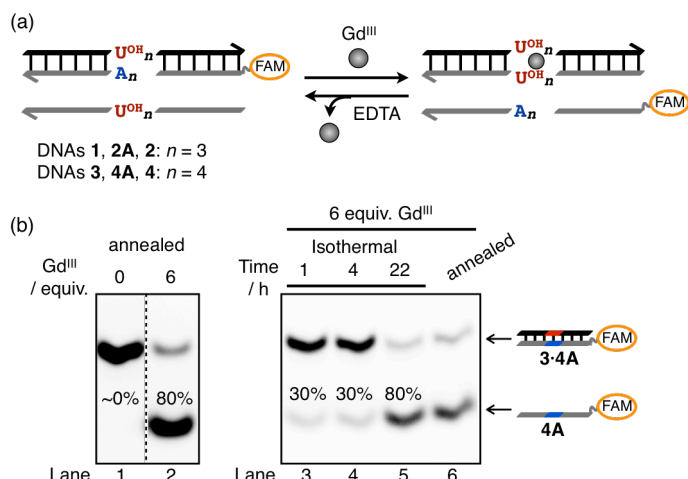 (a)
Gd^III
U^OH n
A n
FAM
U^OH n
EDTA
U^OH n
U^OH n
A n
FAM
DNAs 1, 2A, 2: n = 3
DNAs 3, 4A, 4: n = 4
(b)
annealed
Gd^III / equiv.
0 6
~0% 80%
Lane 1 2
6 equiv. Gd^III
Isothermal
annealed
Time / h
1 4 22
30% 30% 80%
Lane 3 4 5 6
FAM
3·4A
FAM
4A